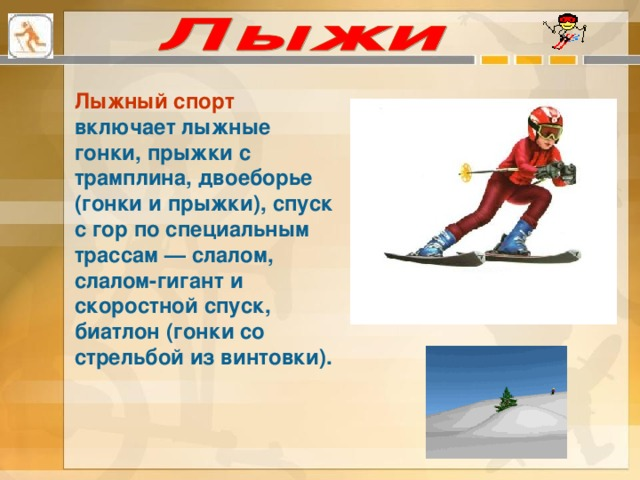 Лыжи
Лыжный спорт
включает лыжные
гонки, прыжки с
трамплина, двоеборье
(гонки и прыжки), спуск
с гор по специальным
трассам — слалом,
слалом-гигант и
скоростной спуск,
биатлон (гонки со
стрельбой из винтовки).